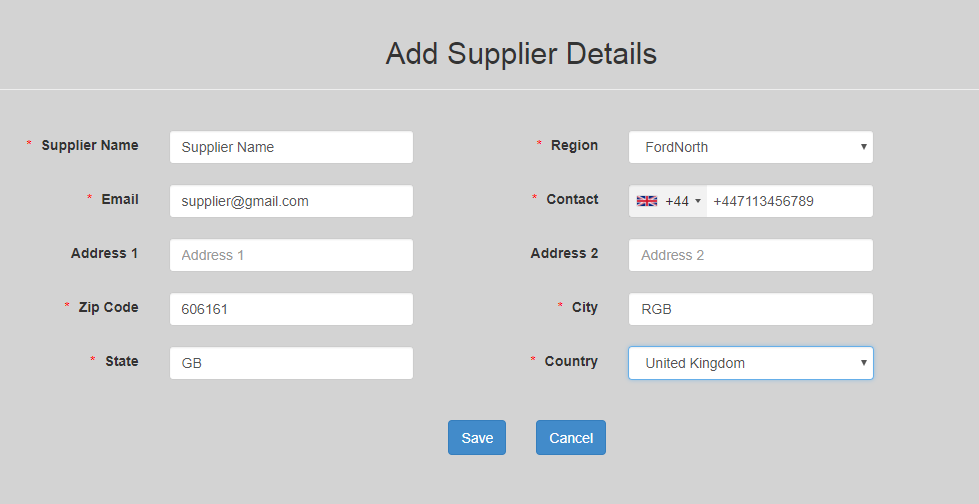 Add Supplier Details
* Supplier Name Supplier Name * Region FordNorth
* Email supplier@gmail.com * Contact +44 +447113456789
Address 1 Address 1 Address 2 Address 2
* Zip Code 606161 * City RGB
* State GB * Country United Kingdom
Save Cancel